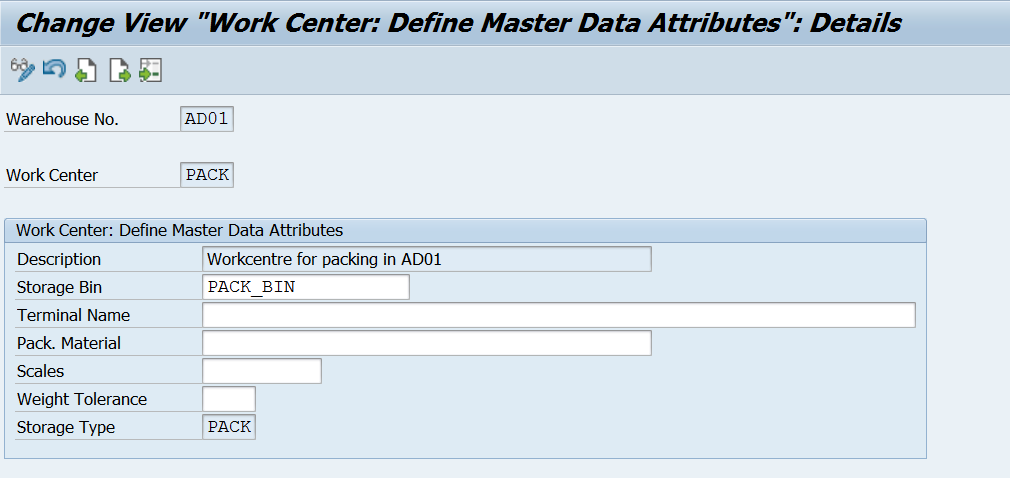 Change View "Work Center: Define Master Data Attributes": Details
Warehouse No. AD01
Work Center PACK
Work Center: Define Master Data Attributes
Description Workcentre for packing in AD01
Storage Bin PACK_BIN
Terminal Name
Pack. Material
Scales
Weight Tolerance
Storage Type PACK